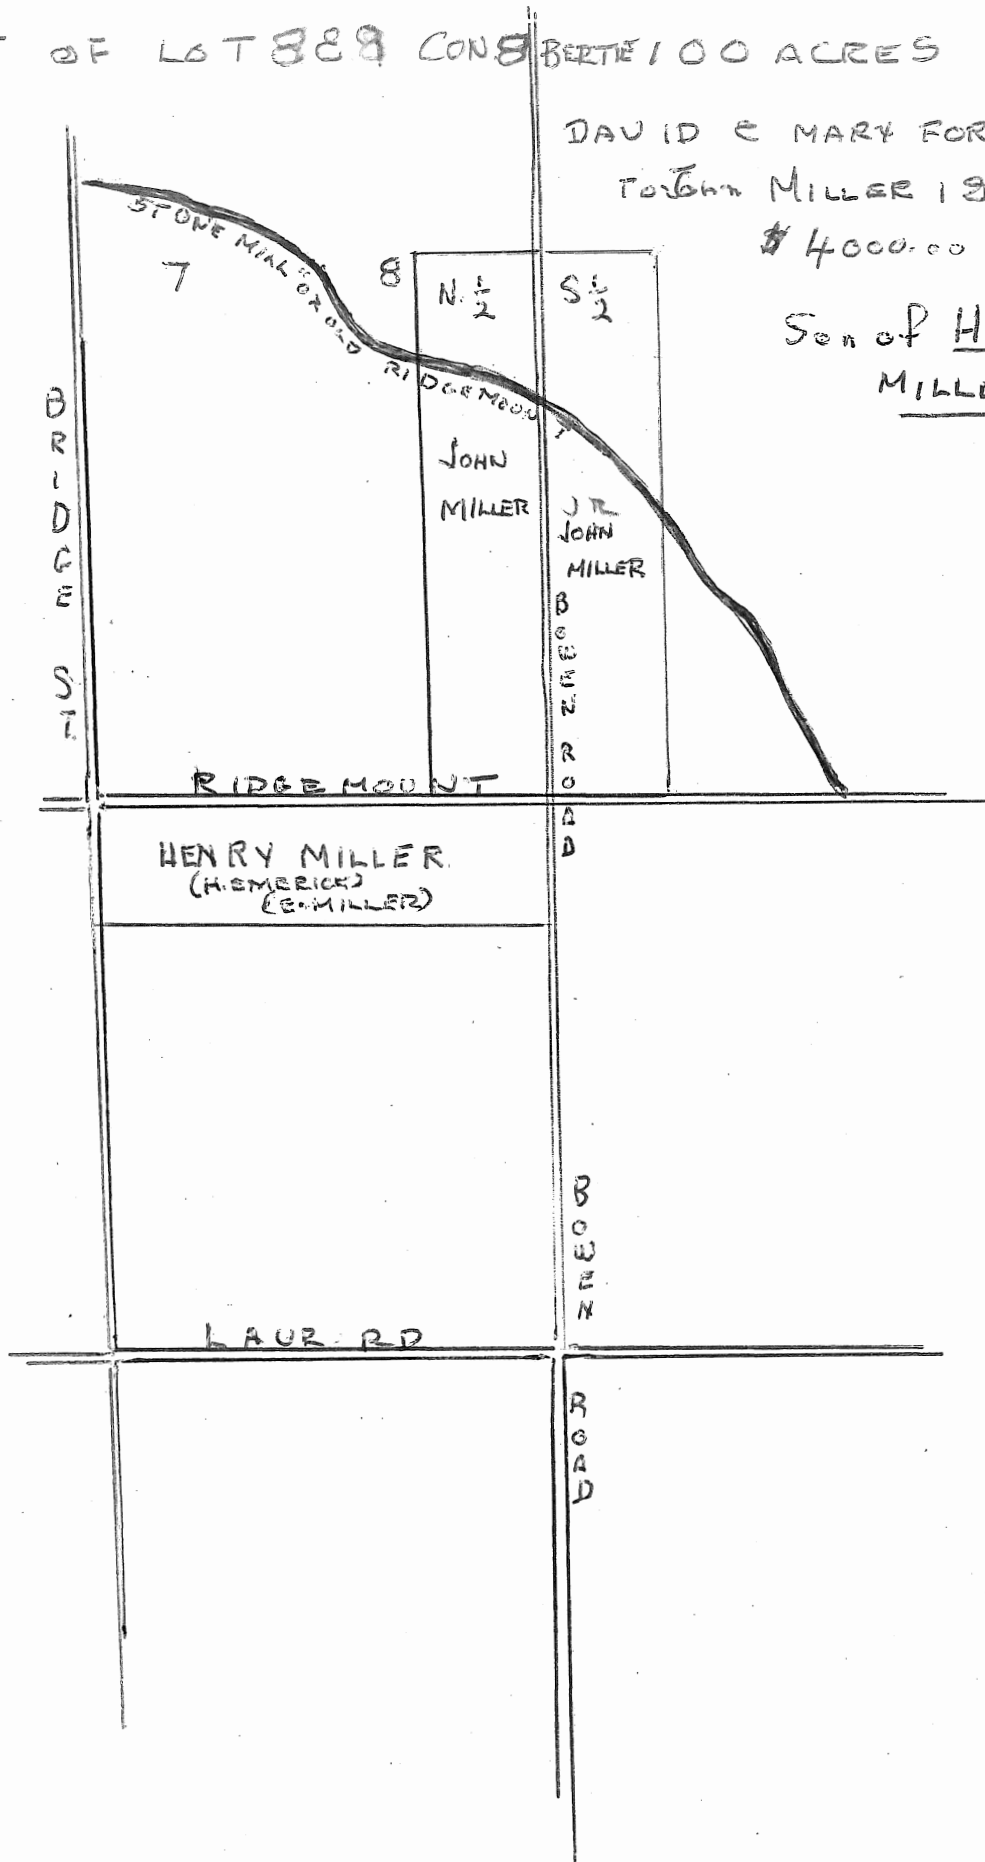 OF LOT 8 & 9 CON 8 BERTIE 100 ACRES
DAVID & MARY FOR
To John MILLER 18
$ 4000.00
Son of H
MILLE
STONE MILL "OR OLD RIDGEMOUNT
7
8
N. 1/2
S 1/2
JOHN
MILLER
JR
JOHN
MILLER
BRIDGE ST.
BOWEN ROAD
RIDGEMOUNT
HENRY MILLER.
(H. EMERICK)
(E. MILLER)
BOWEN ROAD
LAUR. RD